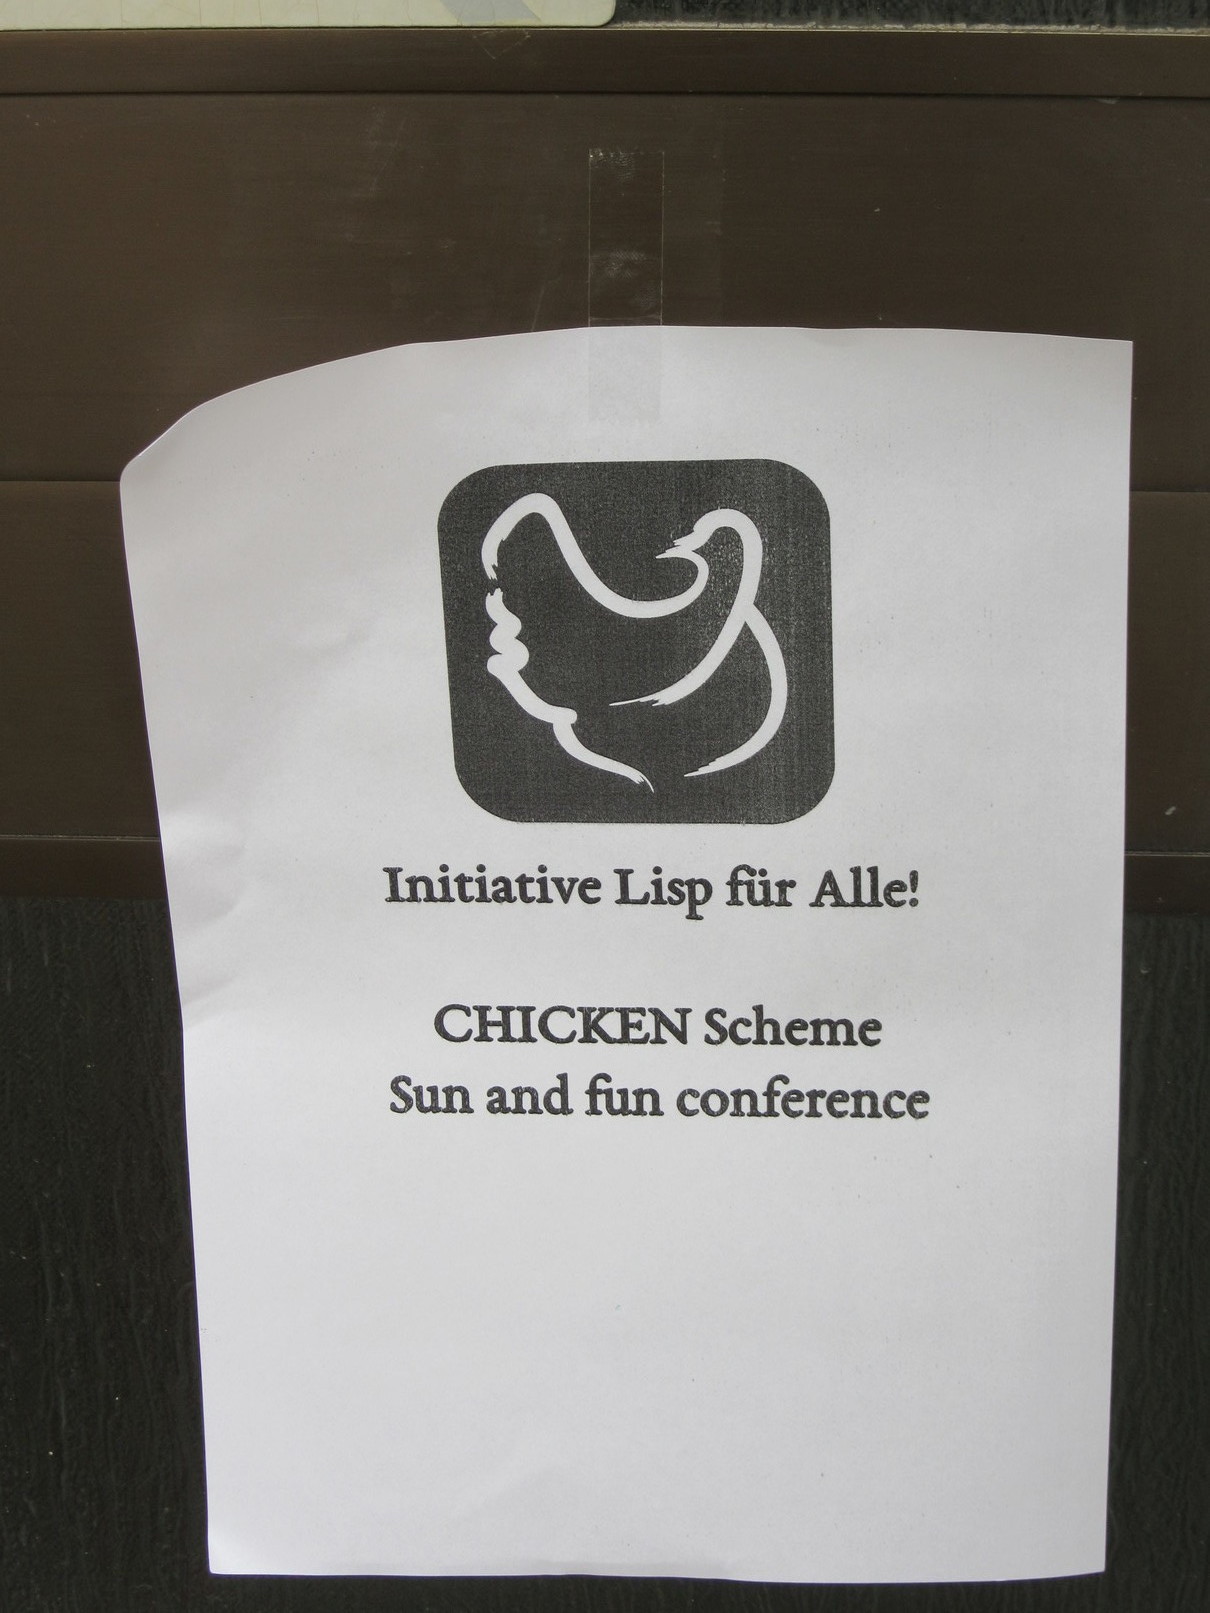 Initiative Lisp für Alle!
CHICKEN Scheme
Sun and fun conference